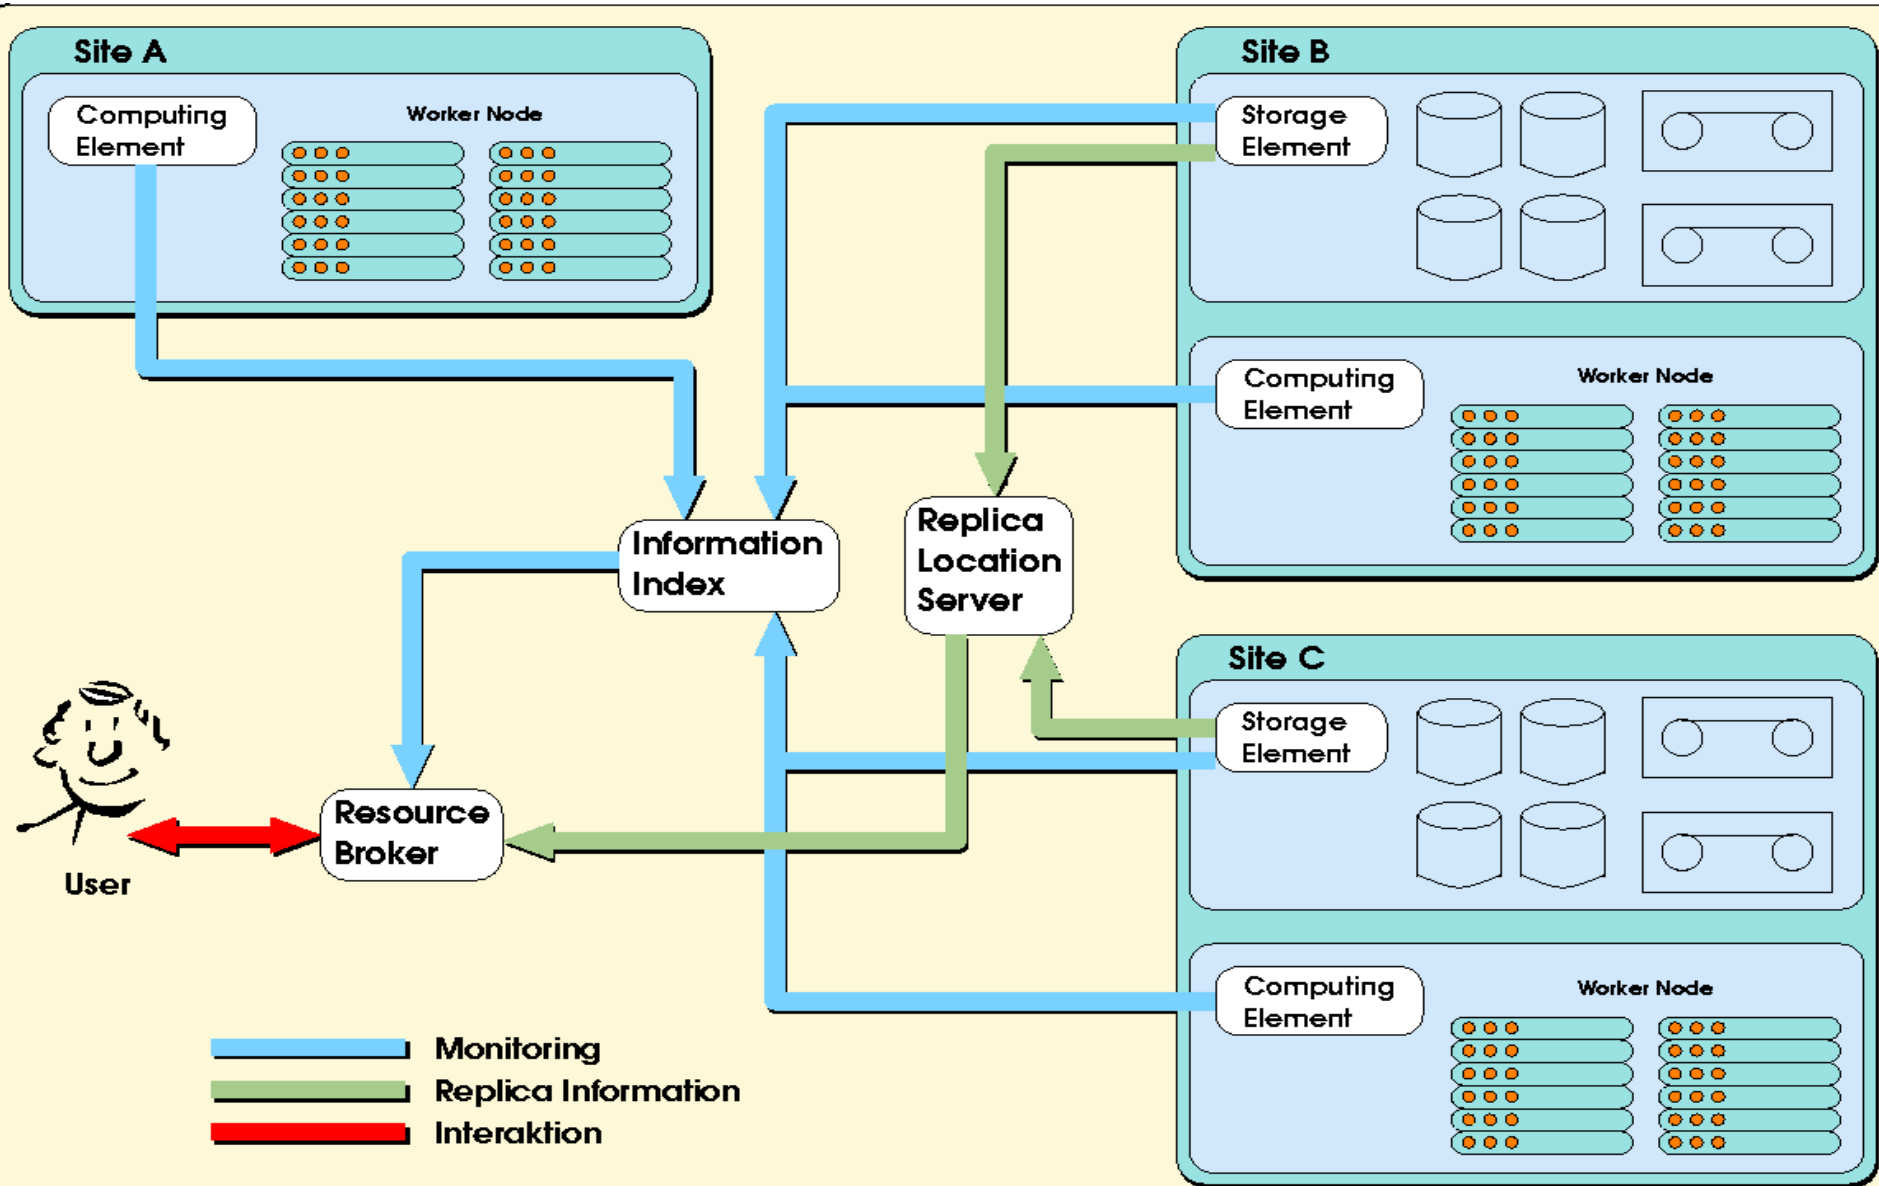 Site A
Computing
Element
Worker Node
Site B
Storage
Element
Computing
Element
Worker Node
Information
Index
Replica
Location
Server
Site C
Storage
Element
Computing
Element
Worker Node
Resource
Broker
User
Monitoring
Replica Information
Interaktion